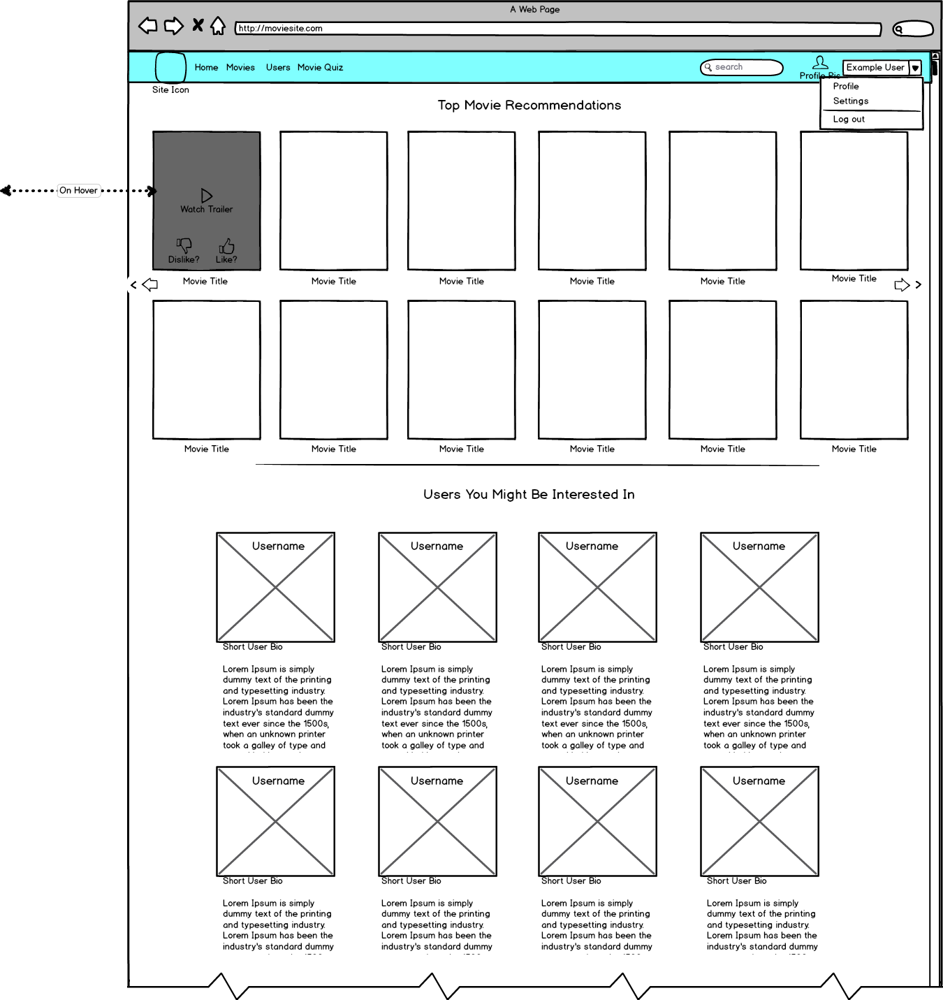 A Web Page
http://moviesite.com
Home Movies Users Movie Quiz
search
Profile Pic
Example User
Site Icon
Profile
Settings
Log out
Top Movie Recommendations
On Hover
Watch Trailer
Dislike? Like?
Movie Title Movie Title Movie Title Movie Title Movie Title Movie Title
Movie Title Movie Title Movie Title Movie Title Movie Title Movie Title
Users You Might Be Interested In
Username Username Username Username
Short User Bio Short User Bio Short User Bio Short User Bio
Lorem Ipsum is simply
dummy text of the printing
and typesetting industry.
Lorem Ipsum has been the
industry's standard dummy
text ever since the 1500s,
when an unknown printer
took a galley of type and
Lorem Ipsum is simply
dummy text of the printing
and typesetting industry.
Lorem Ipsum has been the
industry's standard dummy
text ever since the 1500s,
when an unknown printer
took a galley of type and
Lorem Ipsum is simply
dummy text of the printing
and typesetting industry.
Lorem Ipsum has been the
industry's standard dummy
text ever since the 1500s,
when an unknown printer
took a galley of type and
Lorem Ipsum is simply
dummy text of the printing
and typesetting industry.
Lorem Ipsum has been the
industry's standard dummy
text ever since the 1500s,
when an unknown printer
took a galley of type and
Username Username Username Username
Short User Bio Short User Bio Short User Bio Short User Bio
Lorem Ipsum is simply
dummy text of the printing
and typesetting industry.
Lorem Ipsum has been the
industry's standard dummy
Lorem Ipsum is simply
dummy text of the printing
and typesetting industry.
Lorem Ipsum has been the
industry's standard dummy
Lorem Ipsum is simply
dummy text of the printing
and typesetting industry.
Lorem Ipsum has been the
industry's standard dummy
Lorem Ipsum is simply
dummy text of the printing
and typesetting industry.
Lorem Ipsum has been the
industry's standard dummy